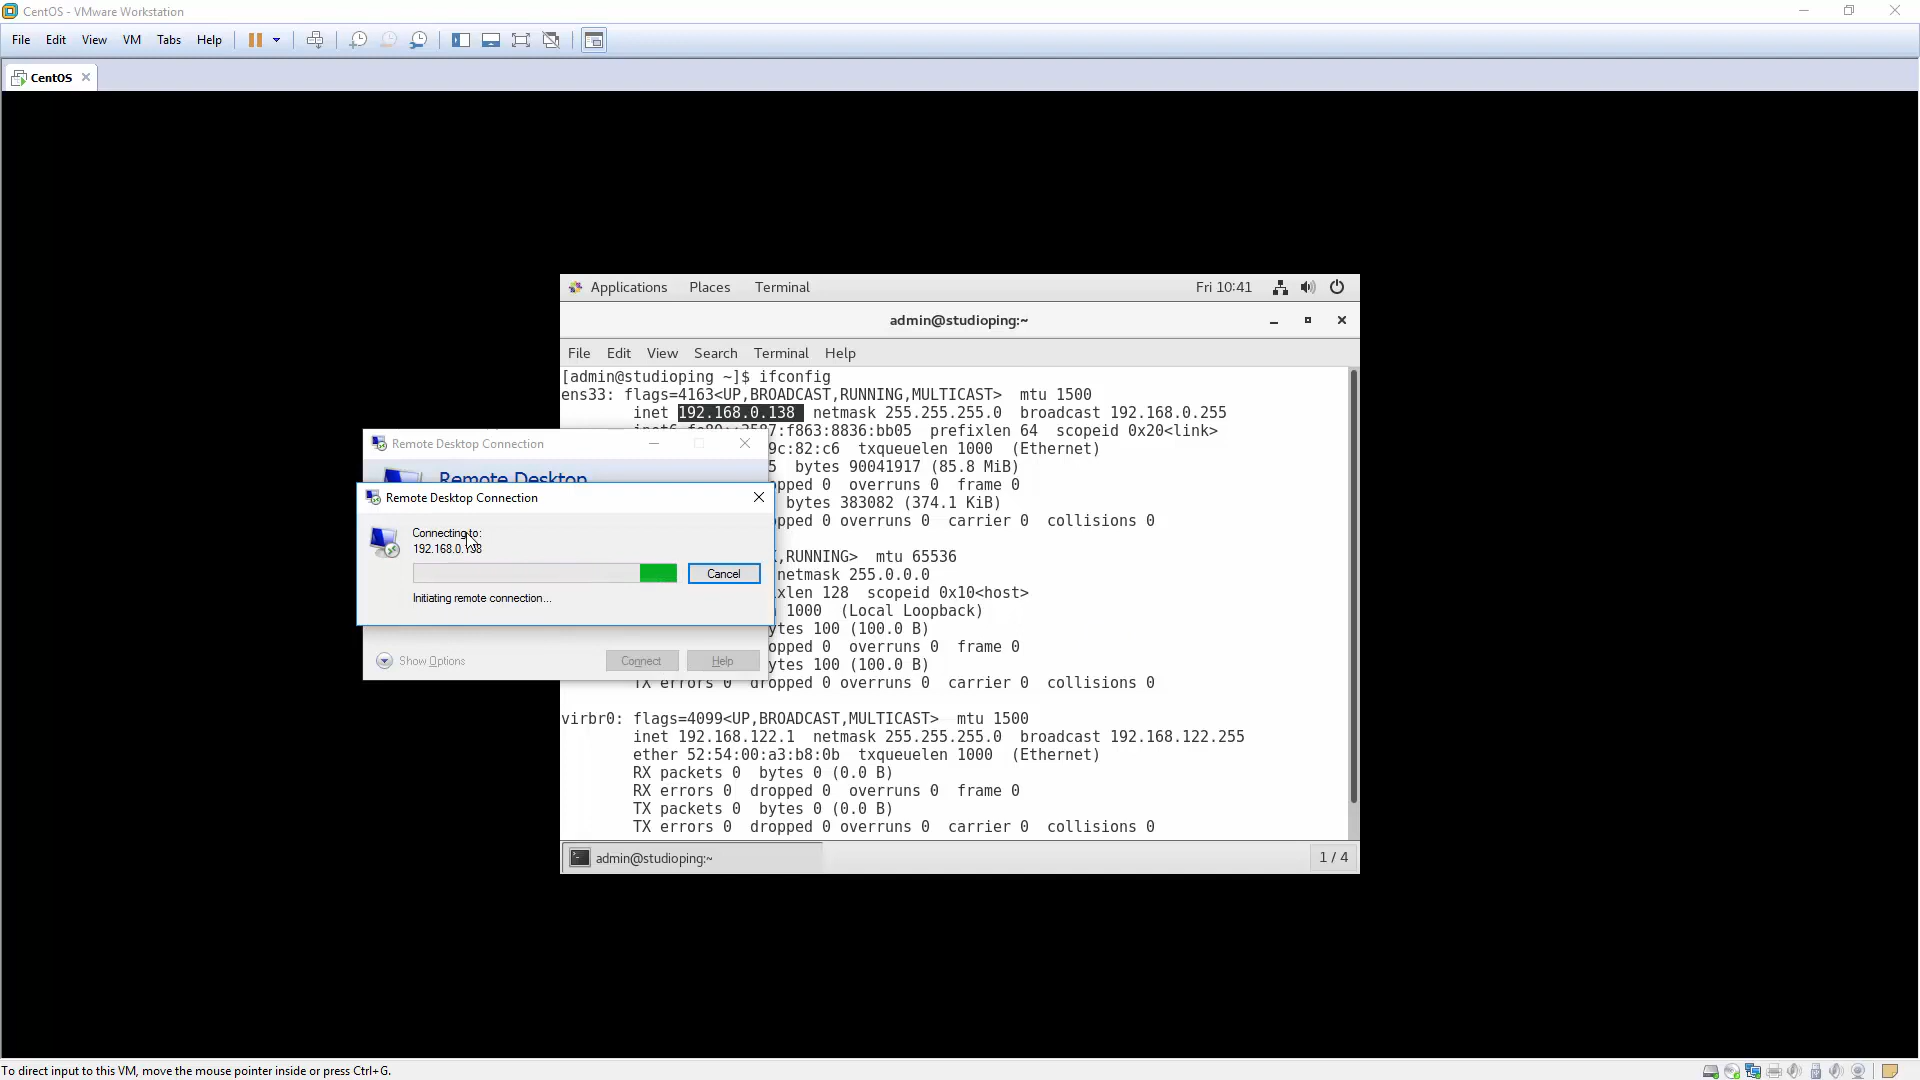 CentOS - VMware Workstation
File Edit View VM Tabs Help
CentOS
Applications Places Terminal Fri 10:41
admin@studioping:~
File Edit View Search Terminal Help
[admin@studioping ~]$ ifconfig
ens33: flags=4163<UP,BROADCAST,RUNNING,MULTICAST> mtu 1500
inet 192.168.0.138 netmask 255.255.255.0 broadcast 192.168.0.255
:f863:8836:bb05 prefixlen 64 scopeid 0x20<link>
9c:82:c6 txqueuelen 1000 (Ethernet)
5 bytes 90041917 (85.8 MiB)
pped 0 overruns 0 frame 0
bytes 383082 (374.1 KiB)
pped 0 overruns 0 carrier 0 collisions 0
,RUNNING> mtu 65536
netmask 255.0.0.0
xlen 128 scopeid 0x10<host>
1000 (Local Loopback)
ytes 100 (100.0 B)
pped 0 overruns 0 frame 0
ytes 100 (100.0 B)
TX errors 0 dropped 0 overruns 0 carrier 0 collisions 0
virbr0: flags=4099<UP,BROADCAST,MULTICAST> mtu 1500
inet 192.168.122.1 netmask 255.255.255.0 broadcast 192.168.122.255
ether 52:54:00:a3:b8:0b txqueuelen 1000 (Ethernet)
RX packets 0 bytes 0 (0.0 B)
RX errors 0 dropped 0 overruns 0 frame 0
TX packets 0 bytes 0 (0.0 B)
TX errors 0 dropped 0 overruns 0 carrier 0 collisions 0
admin@studioping:~ 1 / 4
Remote Desktop Connection
Remote Desktop
Remote Desktop Connection
Connecting to:
192.168.0.138
Cancel
Initiating remote connection...
Show Options Connect Help
To direct input to this VM, move the mouse pointer inside or press Ctrl+G.